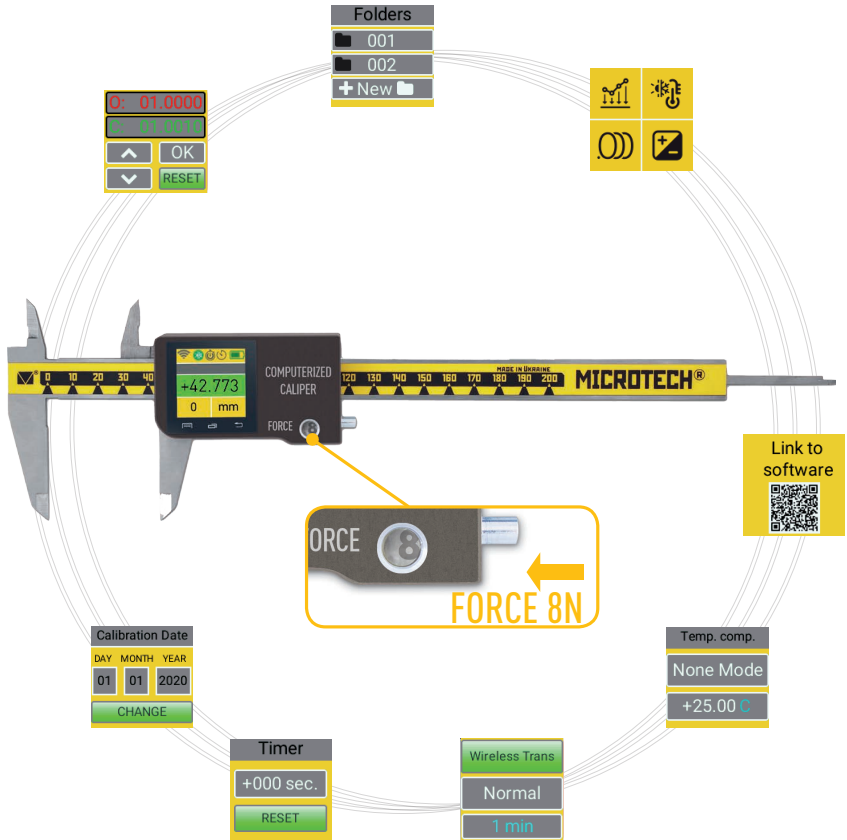 Folders
001
002
+ New
O: 01.0000
C: 01.0010
OK
RESET
MADE IN UKRAINE
0 10 20 30 40
120 130 140 150 160 170 180 190 200
MICROTECH®
+42.773
0 mm
COMPUTERIZED
CALIPER
FORCE 8
Link to
software
ORCE 8
FORCE 8N
Calibration Date
DAY MONTH YEAR
01 01 2020
CHANGE
Temp. comp.
None Mode
+25.00 C
Timer
+000 sec.
RESET
Wireless Trans
Normal
1 min